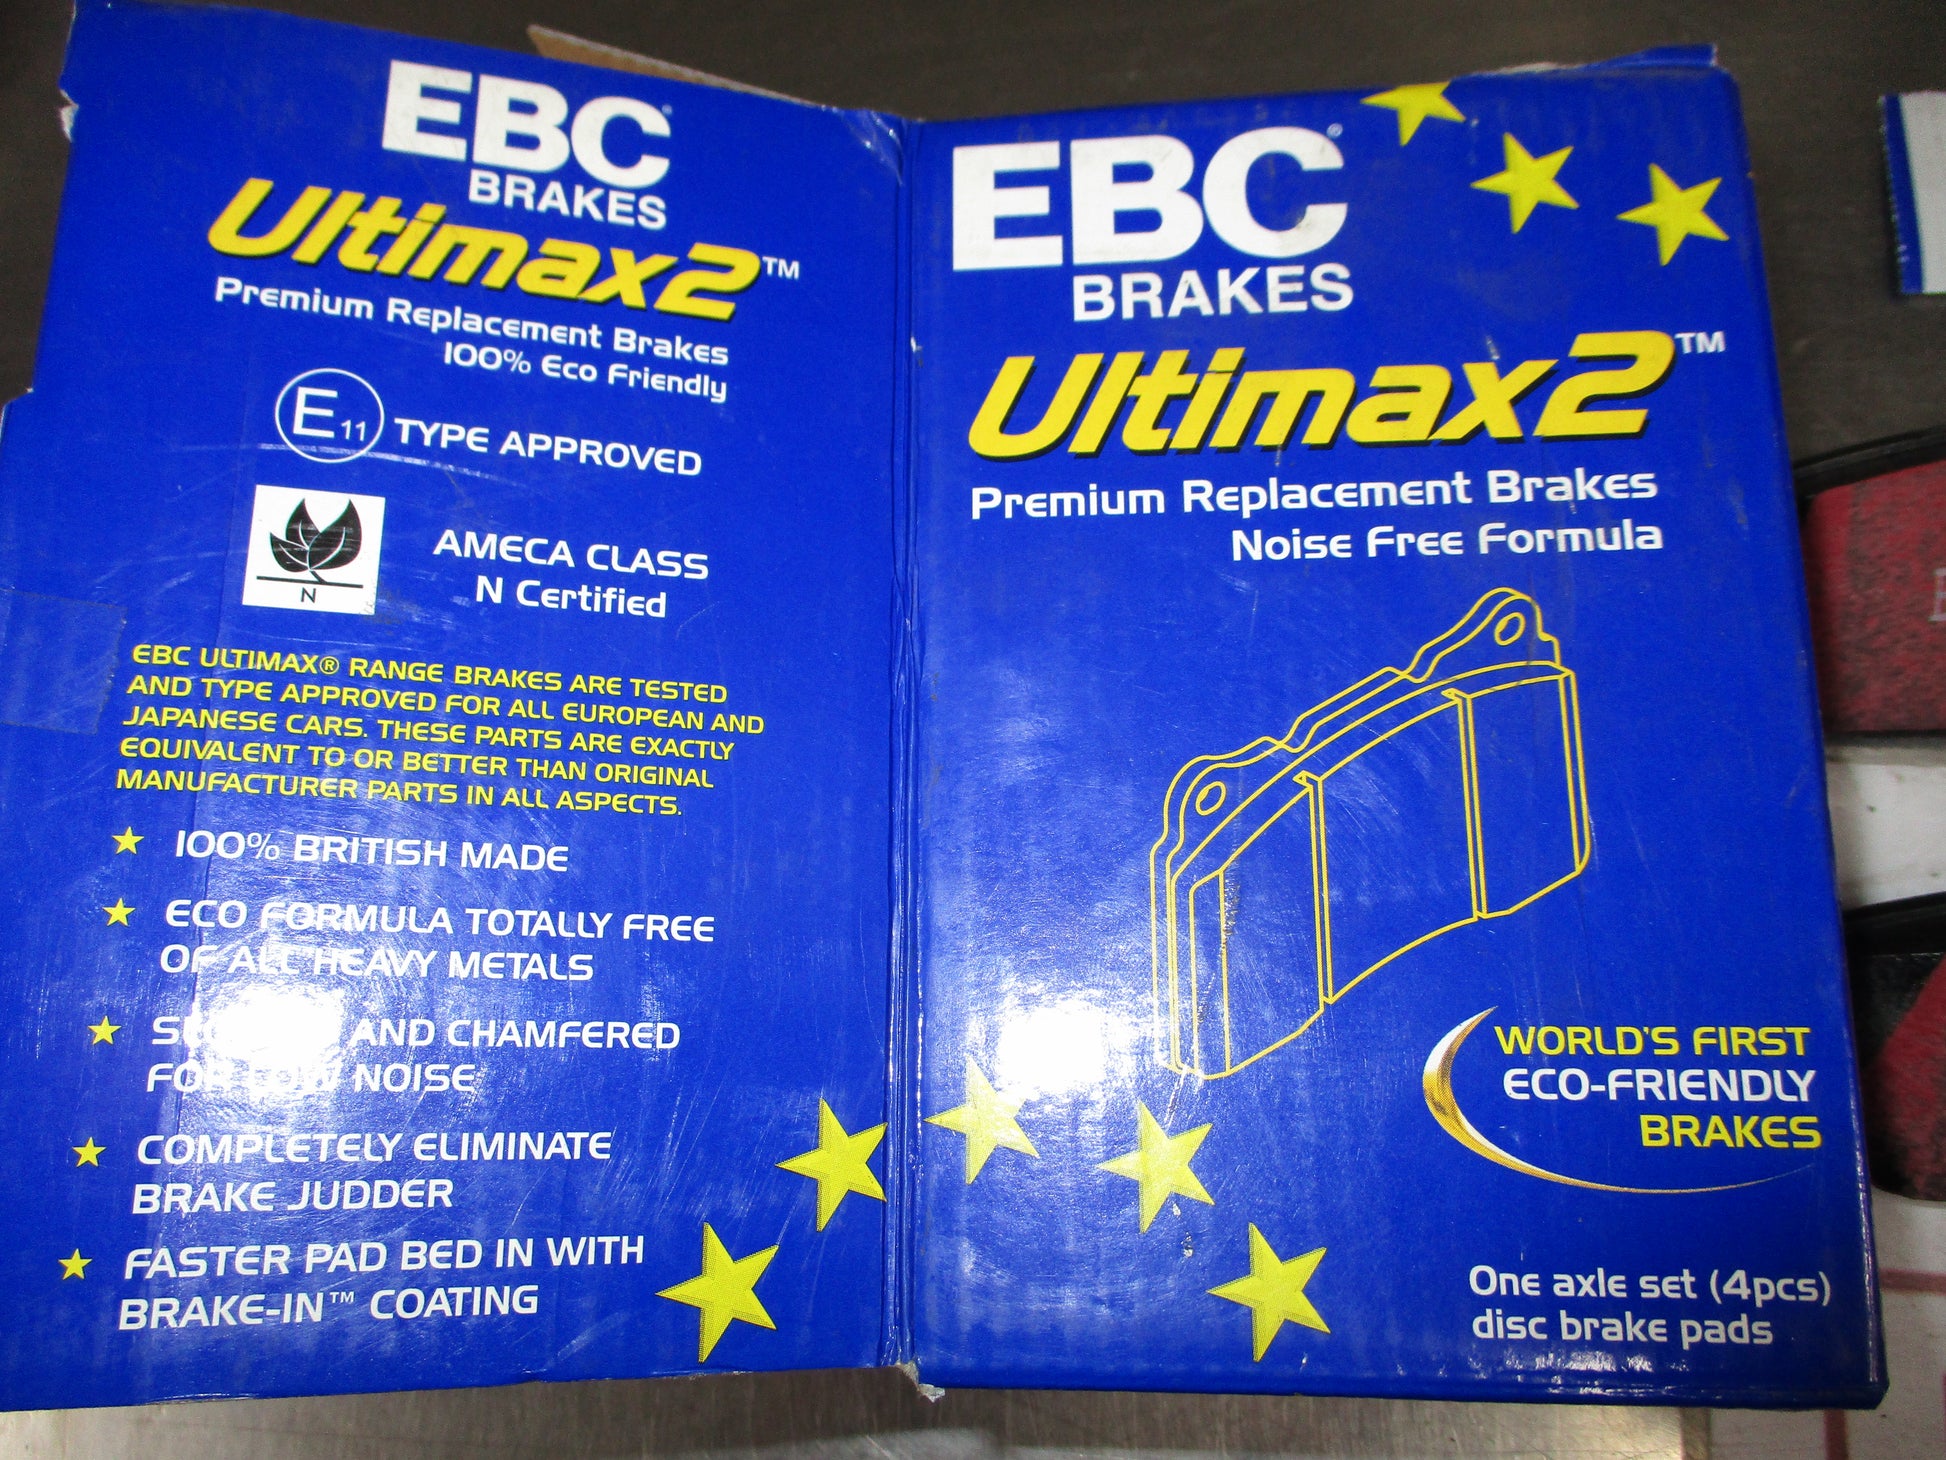 EBC®
BRAKES
Ultimax2™
Premium Replacement Brakes
100% Eco Friendly
E11 TYPE APPROVED
N
AMECA CLASS
N Certified
EBC ULTIMAX® RANGE BRAKES ARE TESTED
AND TYPE APPROVED FOR ALL EUROPEAN AND
JAPANESE CARS. THESE PARTS ARE EXACTLY
EQUIVALENT TO OR BETTER THAN ORIGINAL
MANUFACTURER PARTS IN ALL ASPECTS.
100% BRITISH MADE
ECO FORMULA TOTALLY FREE
OF ALL HEAVY METALS
AND CHAMFERED
FOR LOW NOISE
COMPLETELY ELIMINATE
BRAKE JUDDER
FASTER PAD BED IN WITH
BRAKE-IN™ COATING
EBC®
BRAKES
Ultimax2™
Premium Replacement Brakes
Noise Free Formula
WORLD'S FIRST
ECO-FRIENDLY
BRAKES
One axle set (4pcs)
disc brake pads